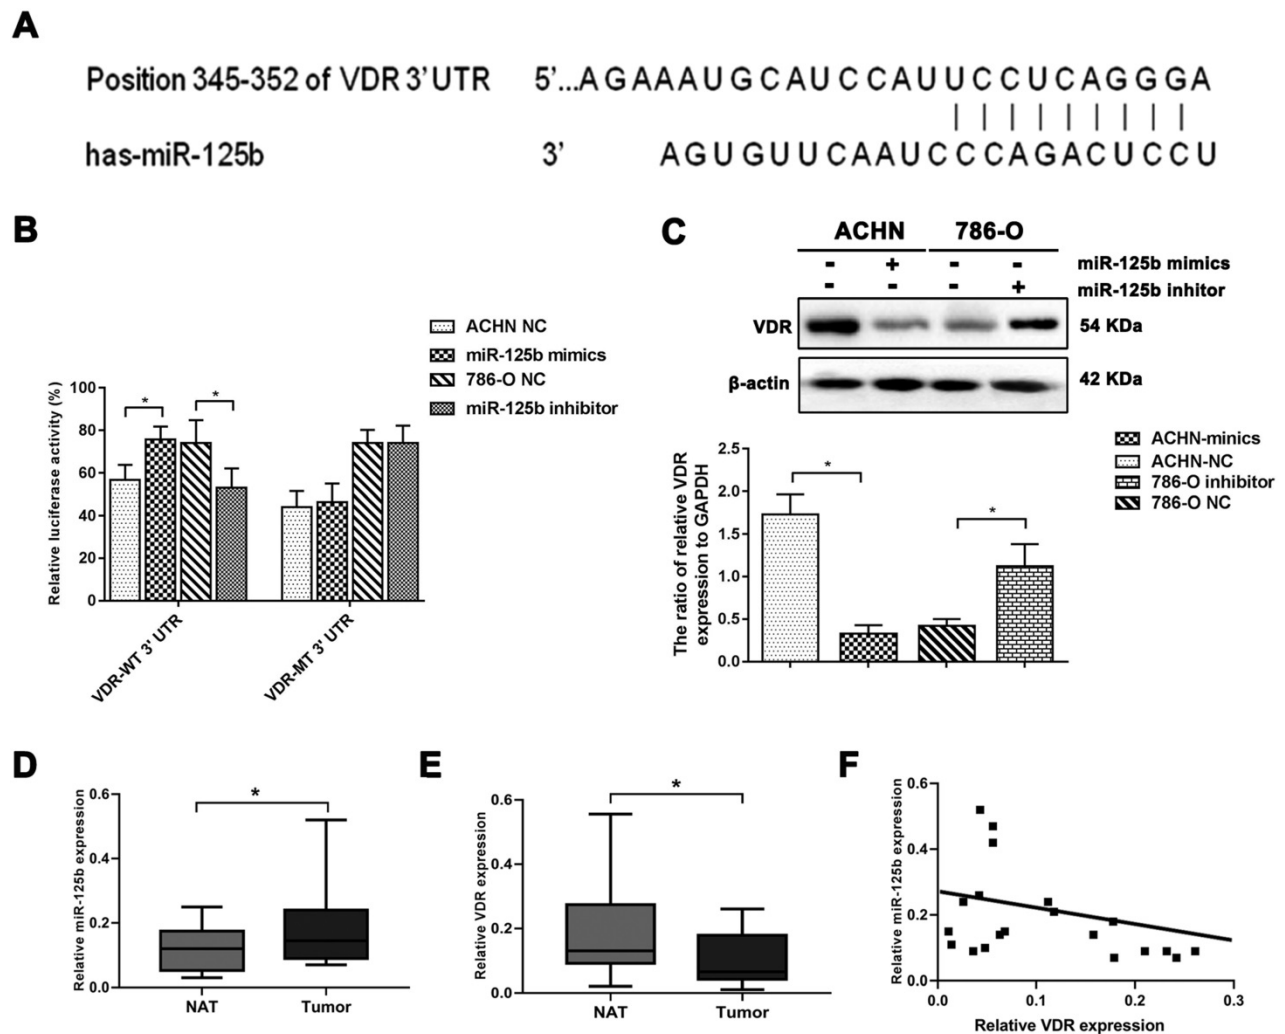 A
Position 345-352 of VDR 3'UTR 5'...AGAAAUGCAUCCAUUCCUCAGGGA
has-miR-125b 3' AGUGUUCAAUCCCAGACUCCU
B
ACHN NC
miR-125b mimics
786-O NC
miR-125b inhibitor
Relative luciferase activity (%)
100
80
60
40
20
0
* *
VDR-WT 3' UTR
VDR-MT 3' UTR
C
ACHN 786-O
- + - - miR-125b mimics
- - - + miR-125b inhitor
VDR 54 KDa
β-actin 42 KDa
ACHN-minics
ACHN-NC
786-O inhibitor
786-O NC
The ratio of relative VDR
expression to GAPDH
2.5
2.0
1.5
1.0
0.5
0.0
* *
D
Relative miR-125b expression
0.6
0.4
0.2
0.0
*
NAT Tumor
E
Relative VDR expression
0.6
0.4
0.2
0.0
*
NAT Tumor
F
Relative miR-125b expression
0.6
0.4
0.2
0.0
0.0 0.1 0.2 0.3
Relative VDR expression